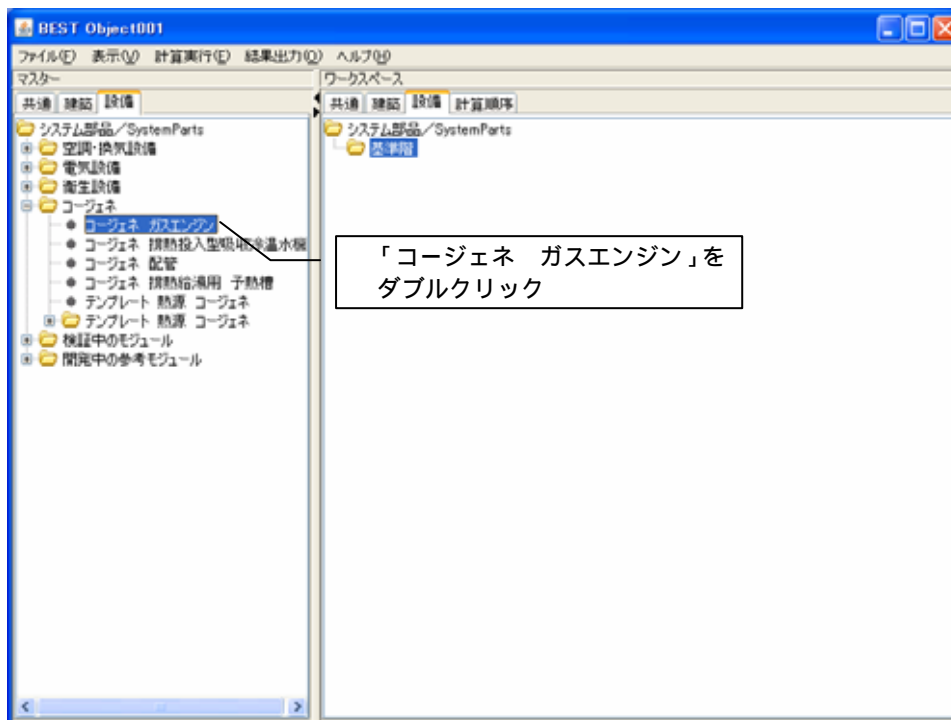 BEST Object001
ファイル(F) 表示(V) 計算実行(E) 結果出力(O) ヘルプ(H)
マスター
共通 建築 設備
システム部品/SystemParts
空調・換気設備
電気設備
衛生設備
コージェネ
コージェネ ガスエンジン
コージェネ 排熱投入型吸収冷温水機
コージェネ 配管
コージェネ 排熱給湯用 予熱槽
テンプレート 熱源 コージェネ
テンプレート 熱源 コージェネ
検証中のモジュール
開発中の参考モジュール
ワークスペース
共通 建築 設備 計算順序
システム部品/SystemParts
基準階
「コージェネ ガスエンジン」を
ダブルクリック